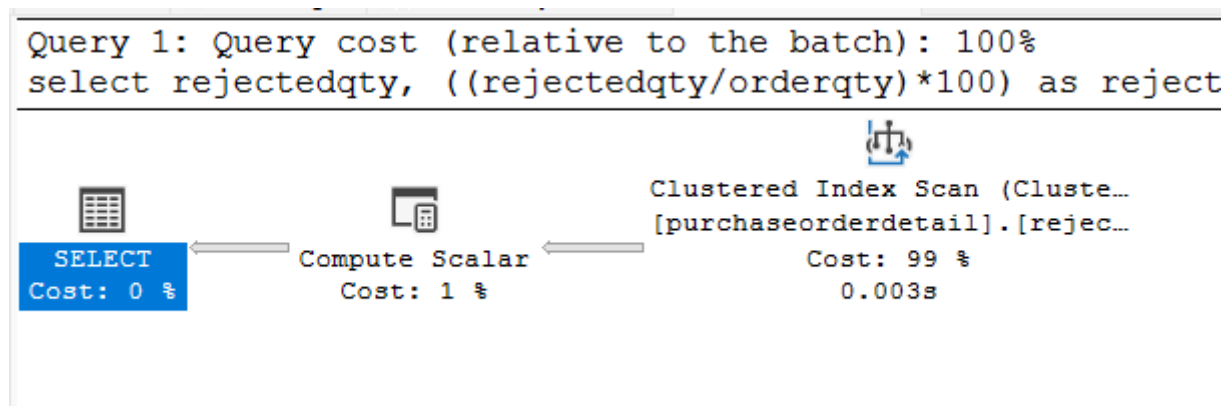 Query 1: Query cost (relative to the batch): 100%
select rejectedqty, ((rejectedqty/orderqty)*100) as reject
Clustered Index Scan (Cluste…
[purchaseorderdetail].[rejec…
Cost: 99 %
0.003s
Compute Scalar
Cost: 1 %
SELECT
Cost: 0 %